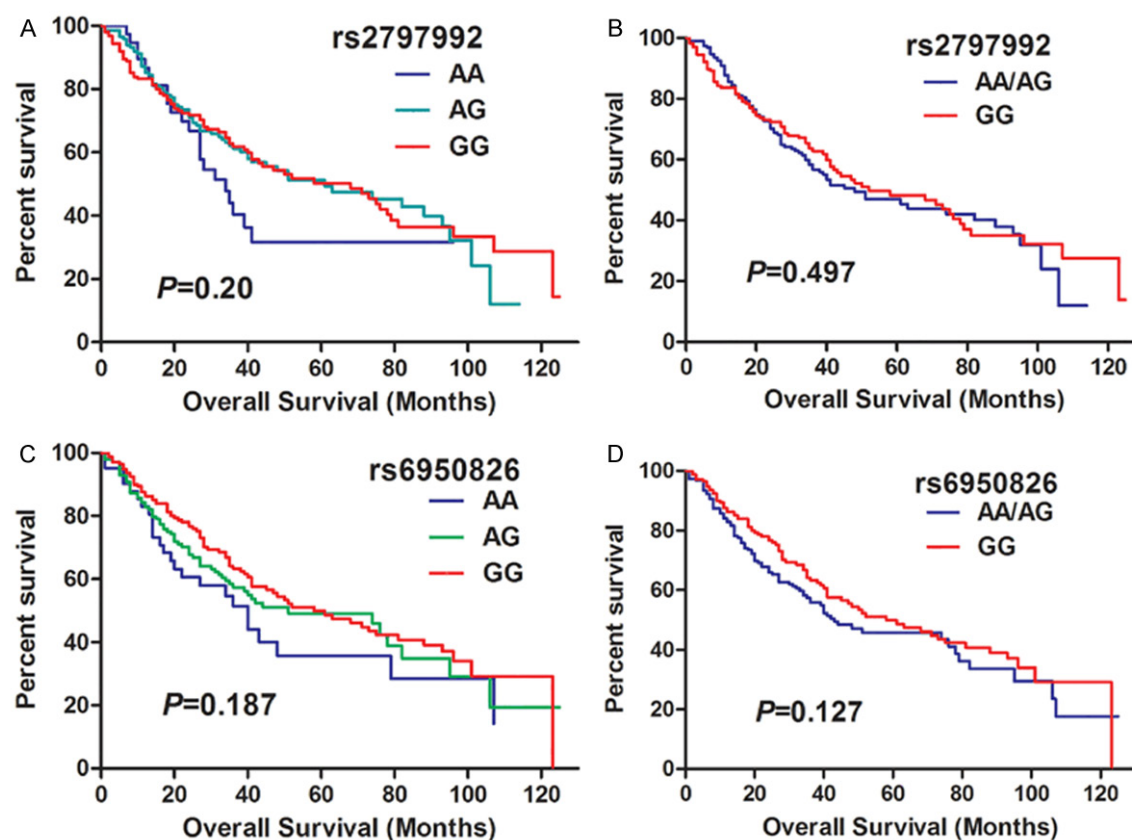 A
rs2797992
AA
AG
GG
P=0.20
Percent survival
100
80
60
40
20
0
0 20 40 60 80 100 120
Overall Survival (Months)
B
rs2797992
AA/AG
GG
P=0.497
Percent survival
100
80
60
40
20
0
0 20 40 60 80 100 120
Overall Survival (Months)
C
rs6950826
AA
AG
GG
P=0.187
Percent survival
100
80
60
40
20
0
0 20 40 60 80 100 120
Overall Survival (Months)
D
rs6950826
AA/AG
GG
P=0.127
Percent survival
100
80
60
40
20
0
0 20 40 60 80 100 120
Overall Survival (Months)